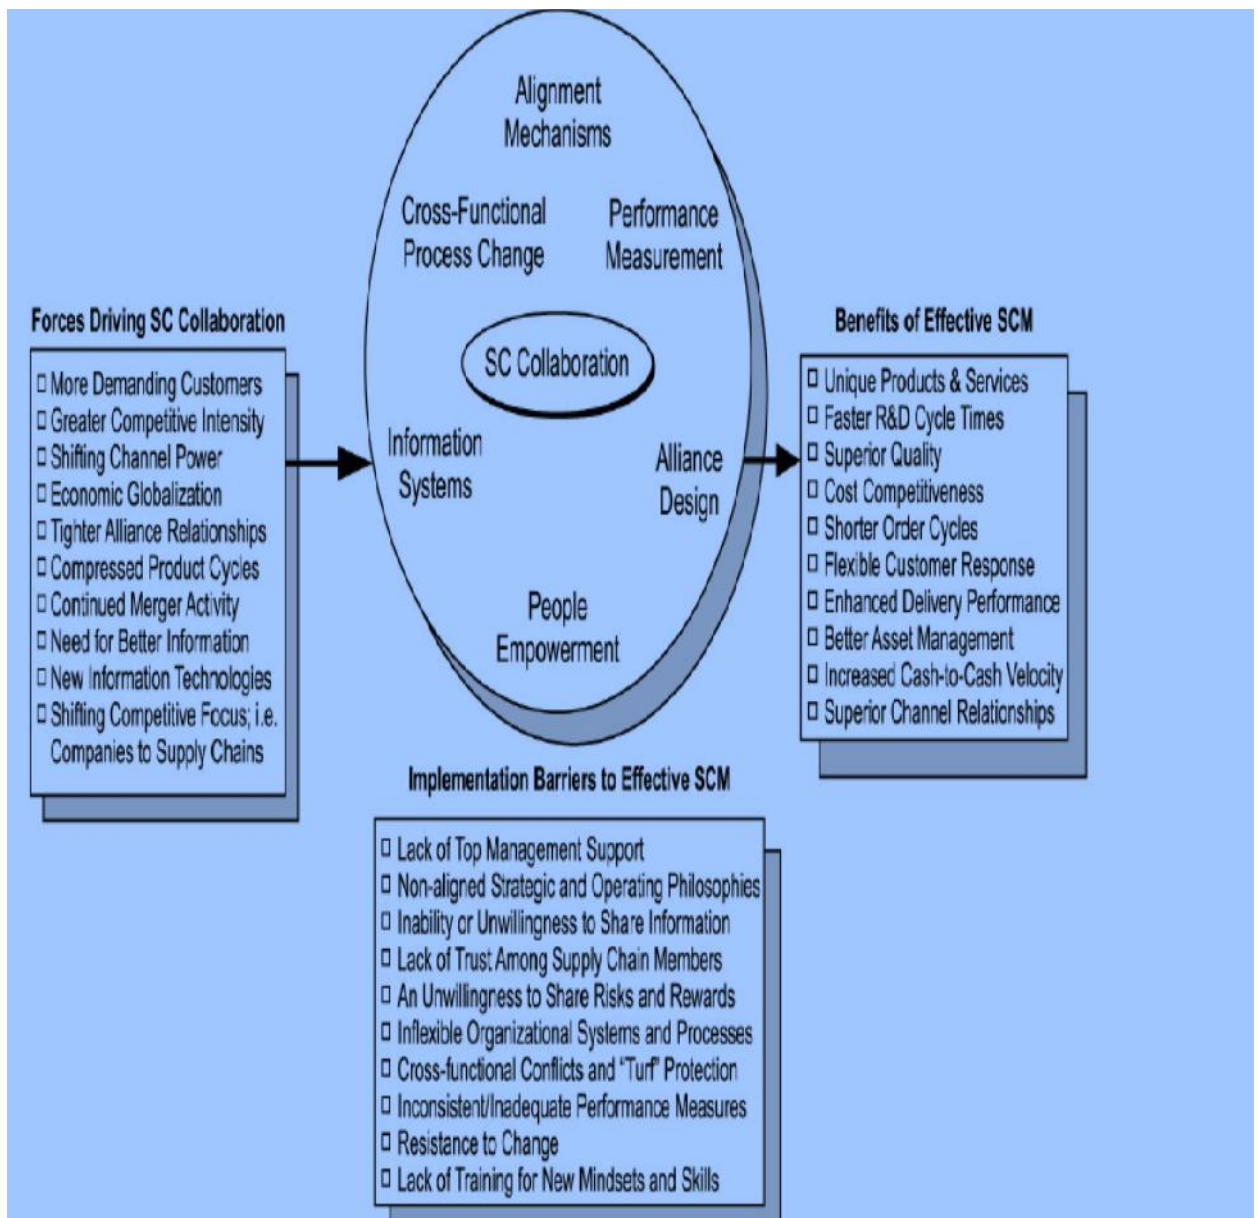 Alignment
Mechanisms
Cross-Functional
Process Change
Performance
Measurement
SC Collaboration
Information
Systems
Alliance
Design
People
Empowerment
Forces Driving SC Collaboration
More Demanding Customers
Greater Competitive Intensity
Shifting Channel Power
Economic Globalization
Tighter Alliance Relationships
Compressed Product Cycles
Continued Merger Activity
Need for Better Information
New Information Technologies
Shifting Competitive Focus; i.e.
Companies to Supply Chains
Benefits of Effective SCM
Unique Products & Services
Faster R&D Cycle Times
Superior Quality
Cost Competitiveness
Shorter Order Cycles
Flexible Customer Response
Enhanced Delivery Performance
Better Asset Management
Increased Cash-to-Cash Velocity
Superior Channel Relationships
Implementation Barriers to Effective SCM
Lack of Top Management Support
Non-aligned Strategic and Operating Philosophies
Inability or Unwillingness to Share Information
Lack of Trust Among Supply Chain Members
An Unwillingness to Share Risks and Rewards
Inflexible Organizational Systems and Processes
Cross-functional Conflicts and “Turf” Protection
Inconsistent/Inadequate Performance Measures
Resistance to Change
Lack of Training for New Mindsets and Skills